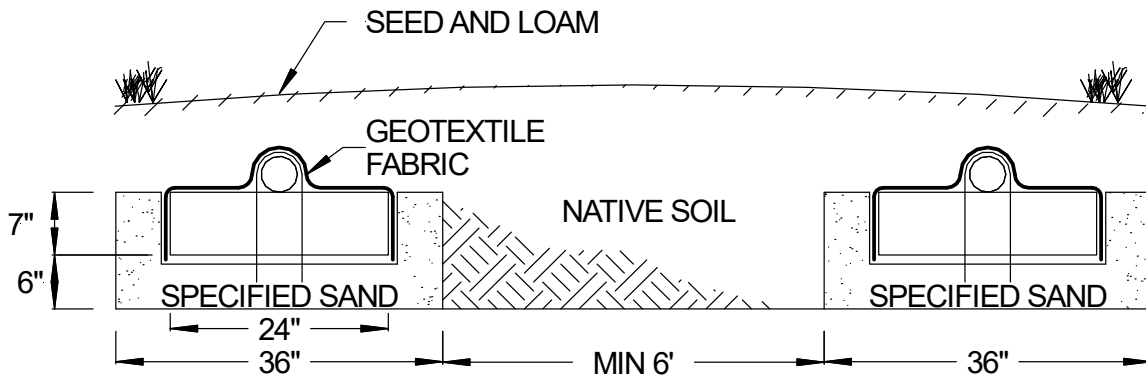 SEED AND LOAM
GEOTEXTILE
FABRIC
7"
NATIVE SOIL
6"
SPECIFIED SAND
SPECIFIED SAND
24"
36"
MIN 6'
36"